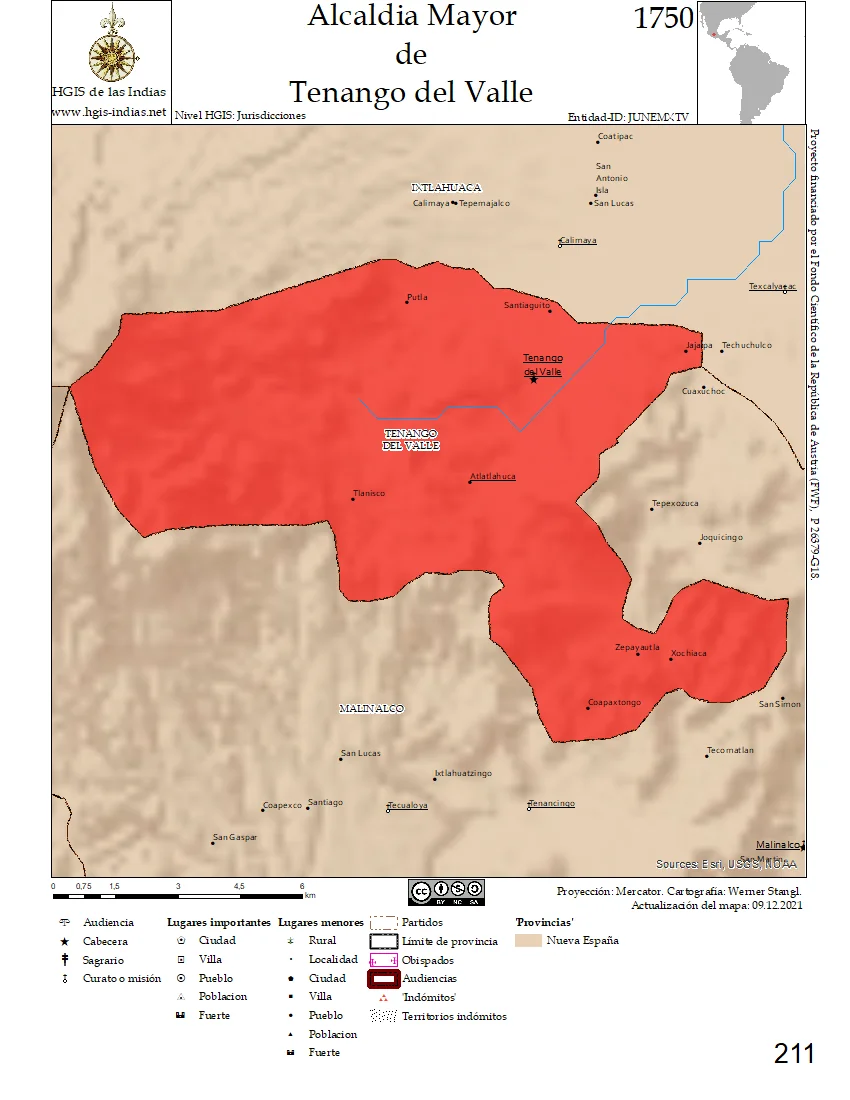 Alcaldia Mayor
de
Tenango del Valle
1750
HGIS de las Indias
www.hgis-indias.net
Nivel HGIS: Jurisdicciones
Entidad-ID: JUNEMXTV
Proyecto financiado por el Fondo Científico de la República de Austria (FWF), P 26379-G18.
Coatipac
San
Antonio
Isla
IXTLAHUACA
Calimaya
Tepemajalco
San Lucas
Calimaya
Texcalyacac
Putla
Santiaguito
Jajalpa
Techuchulco
Tenango
del Valle
Cuaxuchoc
TENANGO
DEL VALLE
Atlatlahuca
Tlanisco
Tepexozuca
Joquicingo
Zepayautla
Xochiaca
Coapaxtongo
San Simon
MALINALCO
San Lucas
Tecomatlan
Ixtlahuatzingo
Coapexco
Santiago
Tecualoya
Tenancingo
San Gaspar
Malinalco
San Martin
Sources: Esri, USGS, NOAA
0 0,75 1,5 3 4,5 6
km
CC
BY NC SA
Proyección: Mercator. Cartografía: Werner Stangl.
Actualización del mapa: 09.12.2021
Audiencia
Cabecera
Sagrario
Curato o misión
Lugares importantes
Ciudad
Villa
Pueblo
Poblacion
Fuerte
Lugares menores
Rural
Localidad
Ciudad
Villa
Pueblo
Poblacion
Fuerte
Partidos
Límite de provincia
Obispados
Audiencias
'Indómitos'
Territorios indómitos
'Provincias'
Nueva España
211